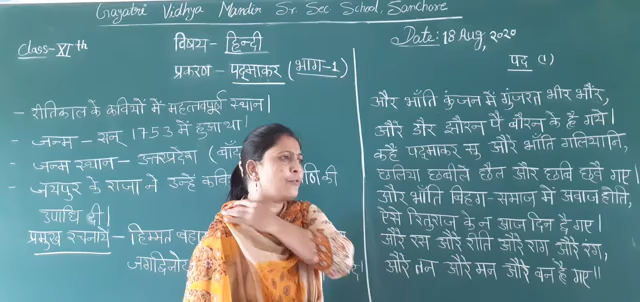 Gayatri Vidhya Mandir Sr. Sec. School, Sanchore
Class-XIth
Date: 18 Aug, 2020
विषय- हिन्दी
प्रकरण- पद्‌माकर (भाग-1)
- रीतिकाल के कवियों में महत्वपूर्ण स्थान।
- जन्म - सन् 1753 में हुआ था।
- जन्म स्थान - उत्तरप्रदेश (बाँदा
- जयपुर के राजा ने उन्हें कवि की
उपाधि दी।
प्रमुख रचनायें - हिम्मत बहा
जगद्विनो
पद (1)
और भाँति कुंजन में गुंजरत भीर भौंर,
औरे डौर झौरन पै बौरन के है गये।
कहै पद्‌माकर सु और भाँति गलियानि,
छलिया छबीले छैल और छबि छ्वै गए।
और भाँति बिहग-समाज में अवाज होति,
ऐसे रितुराज के न आज दिन द्वै गए।
औरे रस औरे रीति औरे राग औरे रंग,
औरे तन औरे मन औरे बन है गए॥